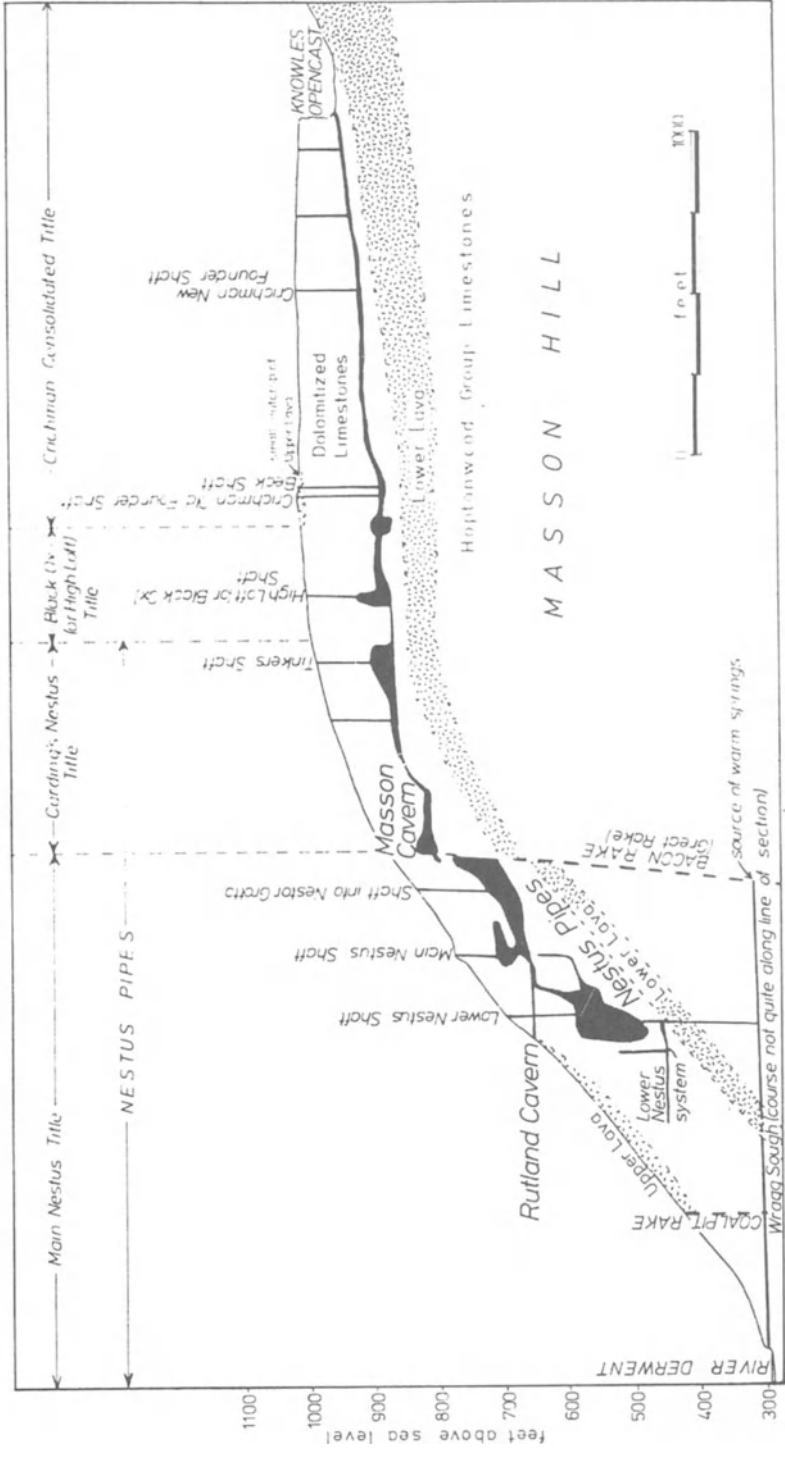 Main Nestus Title
Carding's Nestus
Title
Black Ox
(or High Loft)
Title
Crichman Consolidated Title
NESTUS PIPES
1100
1000
900
800
700
600
500
400
300
feet above sea level
RIVER DERWENT
COALPIT RAKE
Upper Lava
Rutland Cavern
Lower Nestus Shaft
Main Nestus Shaft
Shaft into Nestor Grotto
Lower
Nestus
system
Nestus Pipes
Lower Lava
Masson
Cavern
BACON RAKE
(Great Rake)
Tinkers Shaft
High Loft (or Black Ox)
Shaft
Crichman Old Founder Shaft
Beck Shaft
Upper Lava
Dolomitized
Limestones
Crichman New
Founder Shaft
KNOWLES
OPENCAST
Lower Lava
Hoptonwood Group Limestones
MASSON HILL
0
1000
feet
source of warm springs
Wragg Sough (course not quite along line of section)